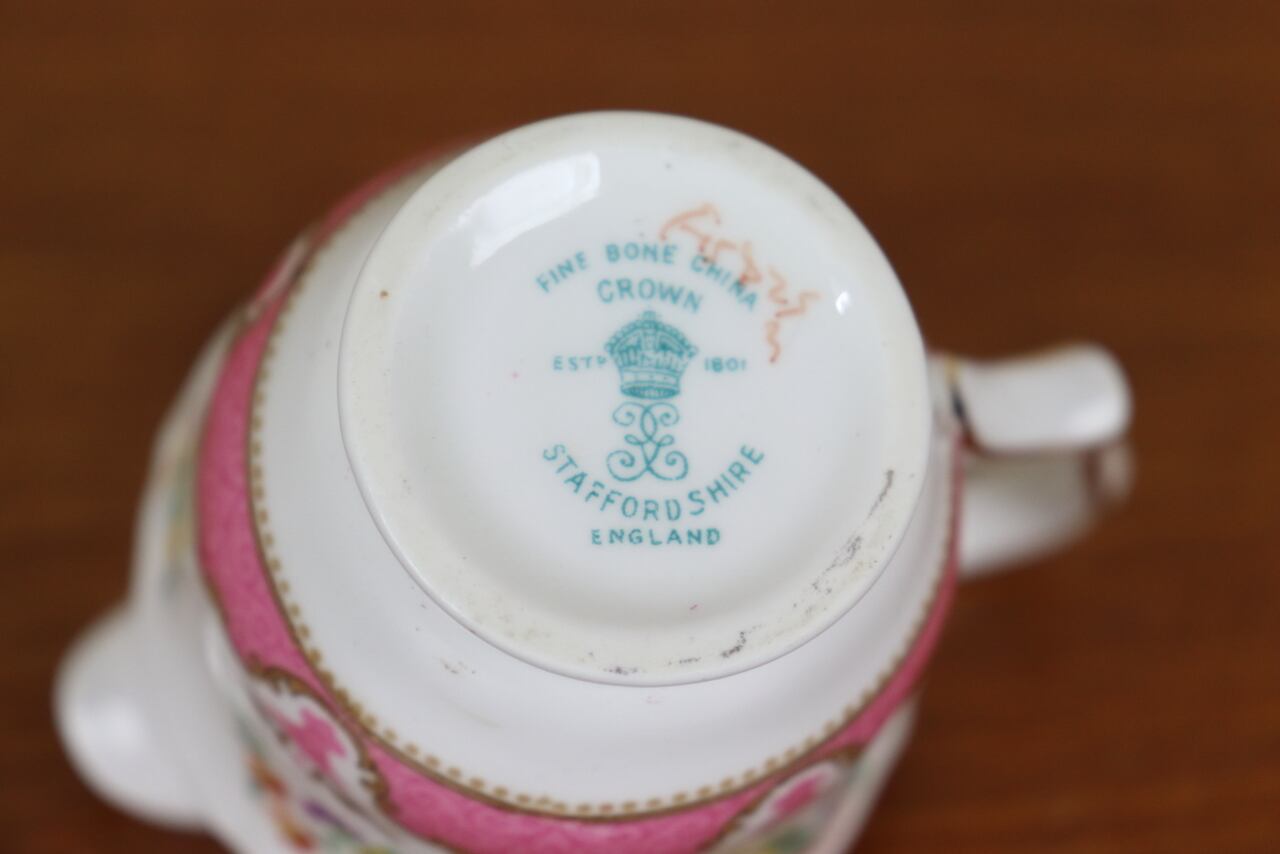 FINE BONE CHINA
CROWN
ESTD 1801
STAFFORDSHIRE
ENGLAND